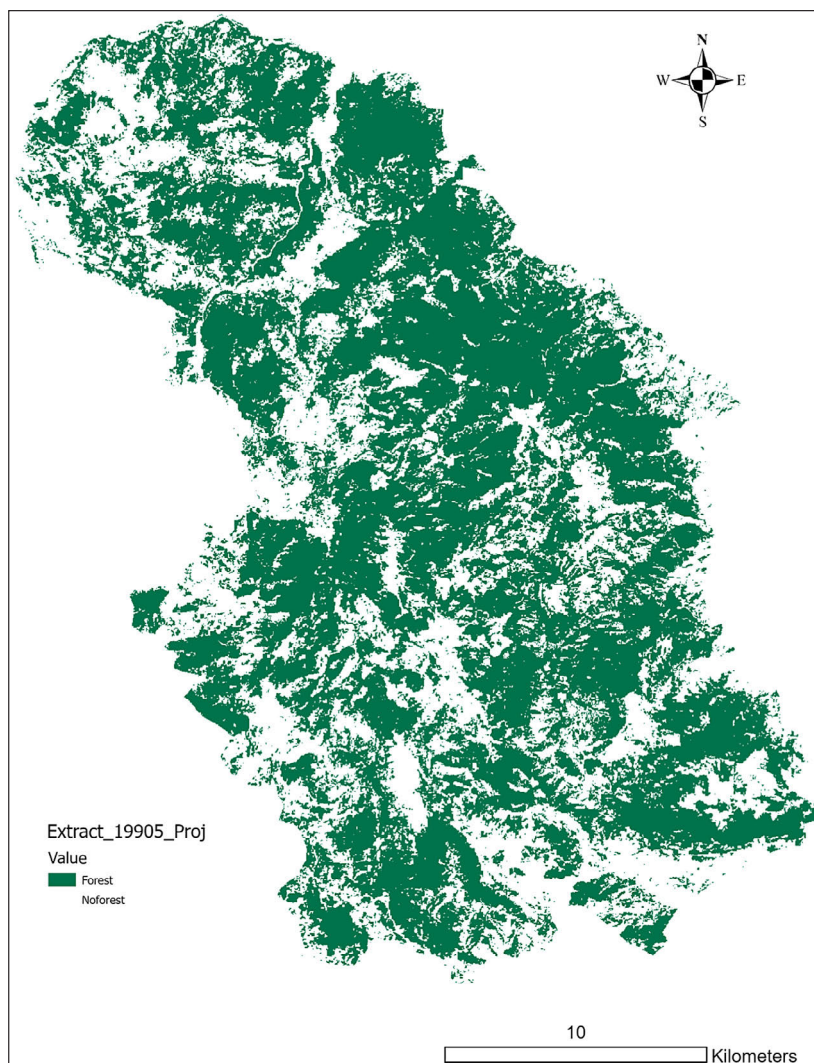 N
W E
S
Extract_19905_Proj
Value
Forest
Noforest
10
Kilometers